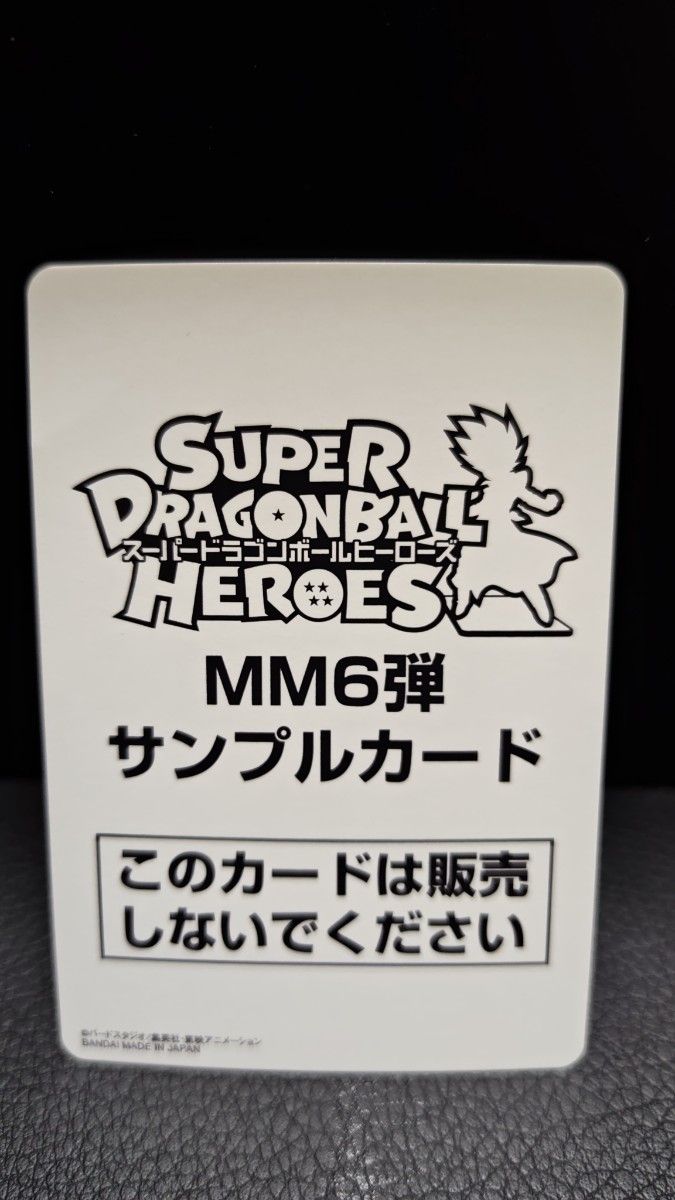 SUPER
DRAGONBALL
スーパードラゴンボールヒーローズ
HEROES
MM6弾
サンプルカード
このカードは販売
しないでください
©バードスタジオ/集英社・東映アニメーション
BANDAI MADE IN JAPAN